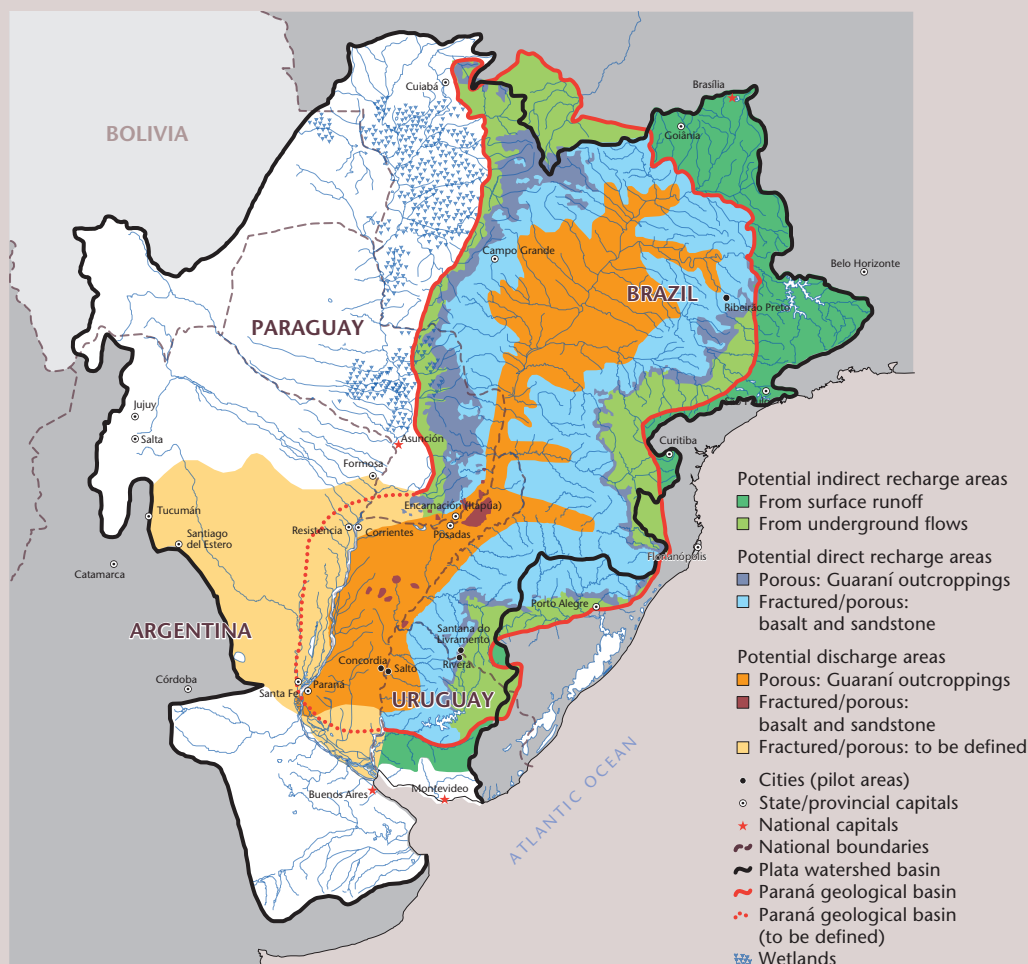 BOLIVIA
Cuiabá
Brasília
Goiânia
Belo Horizonte
Campo Grande
BRAZIL
Ribeirão Preto
PARAGUAY
Jujuy
Salta
Asunción
Formosa
Curitiba
Tucumán
Santiago
del Estero
Resistencia
Corrientes
Encarnación (Itapúa)
Posadas
Catamarca
Florianópolis
ARGENTINA
Porto Alegre
Santana do
Livramento
Rivera
Concordia
Salto
Córdoba
Santa Fe
Paraná
URUGUAY
Buenos Aires
Montevideo
ATLANTIC OCEAN
Potential indirect recharge areas
From surface runoff
From underground flows
Potential direct recharge areas
Porous: Guaraní outcroppings
Fractured/porous:
basalt and sandstone
Potential discharge areas
Porous: Guaraní outcroppings
Fractured/porous:
basalt and sandstone
Fractured/porous: to be defined
Cities (pilot areas)
State/provincial capitals
National capitals
National boundaries
Plata watershed basin
Paraná geological basin
Paraná geological basin
(to be defined)
Wetlands